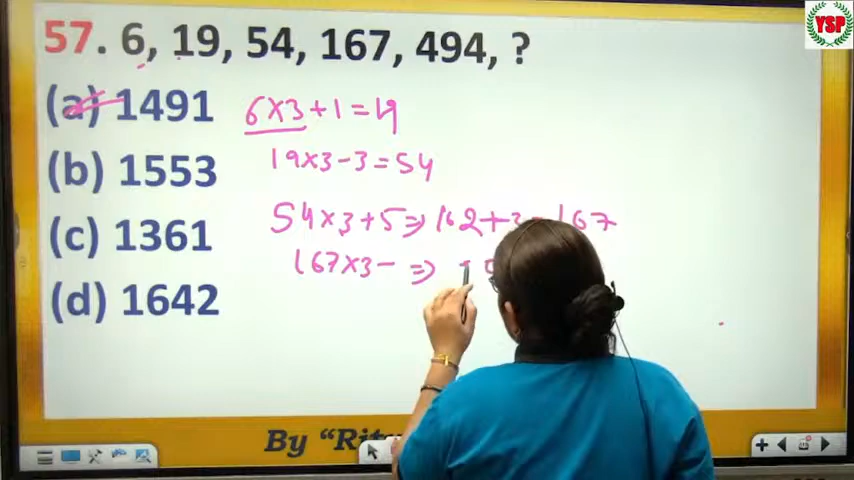 YSP
57. 6, 19, 54, 167, 494, ?
(a) 1491
6×3+1=19
(b) 1553
19×3-3=54
(c) 1361
54×3+5⇒162+
167
(d) 1642
167×3- ⇒
By